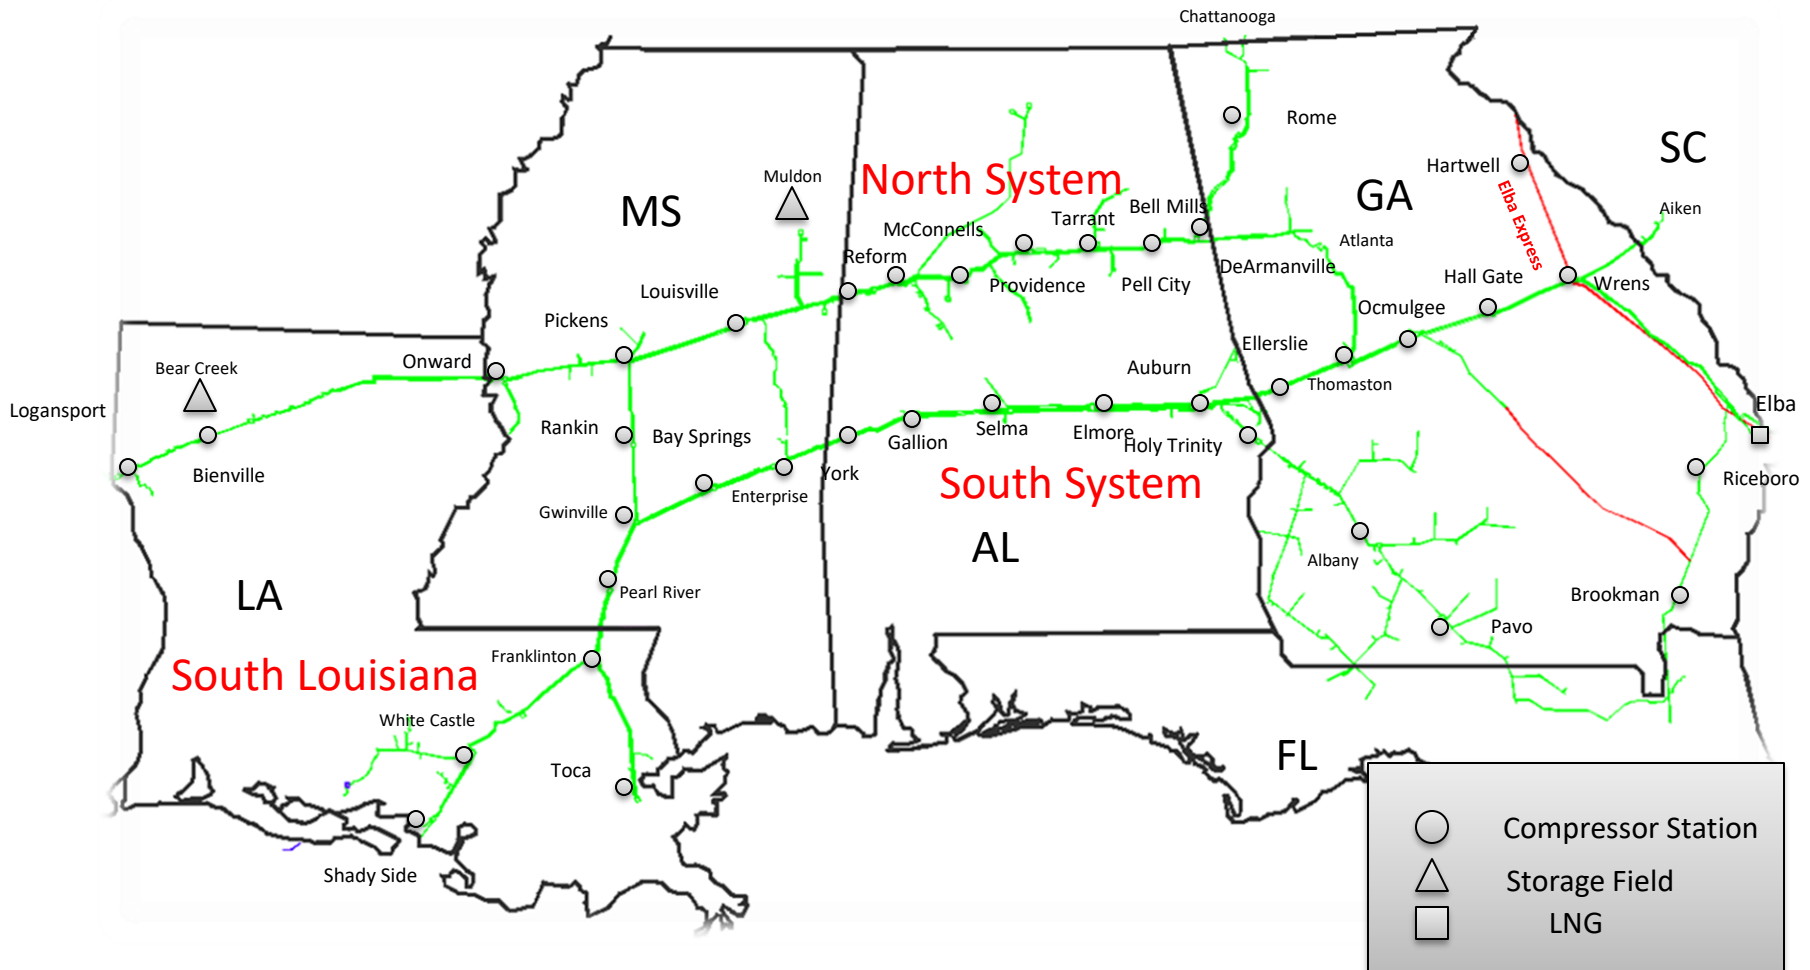 Chattanooga
Rome
SC
Hartwell
Muldon
North System
GA
MS
Elba Express
Aiken
Bell Mills
Tarrant
McConnells
Atlanta
Reform
DeArmanville
Hall Gate
Wrens
Providence
Pell City
Louisville
Ocmulgee
Pickens
Ellerslie
Onward
Bear Creek
Auburn
Thomaston
Logansport
Elba
Rankin
Bay Springs
Selma
Elmore
Gallion
Holy Trinity
Bienville
York
South System
Riceboro
Enterprise
Gwinville
AL
Albany
LA
Pearl River
Brookman
Pavo
Franklinton
South Louisiana
White Castle
FL
Toca
Shady Side
Compressor Station
Storage Field
LNG